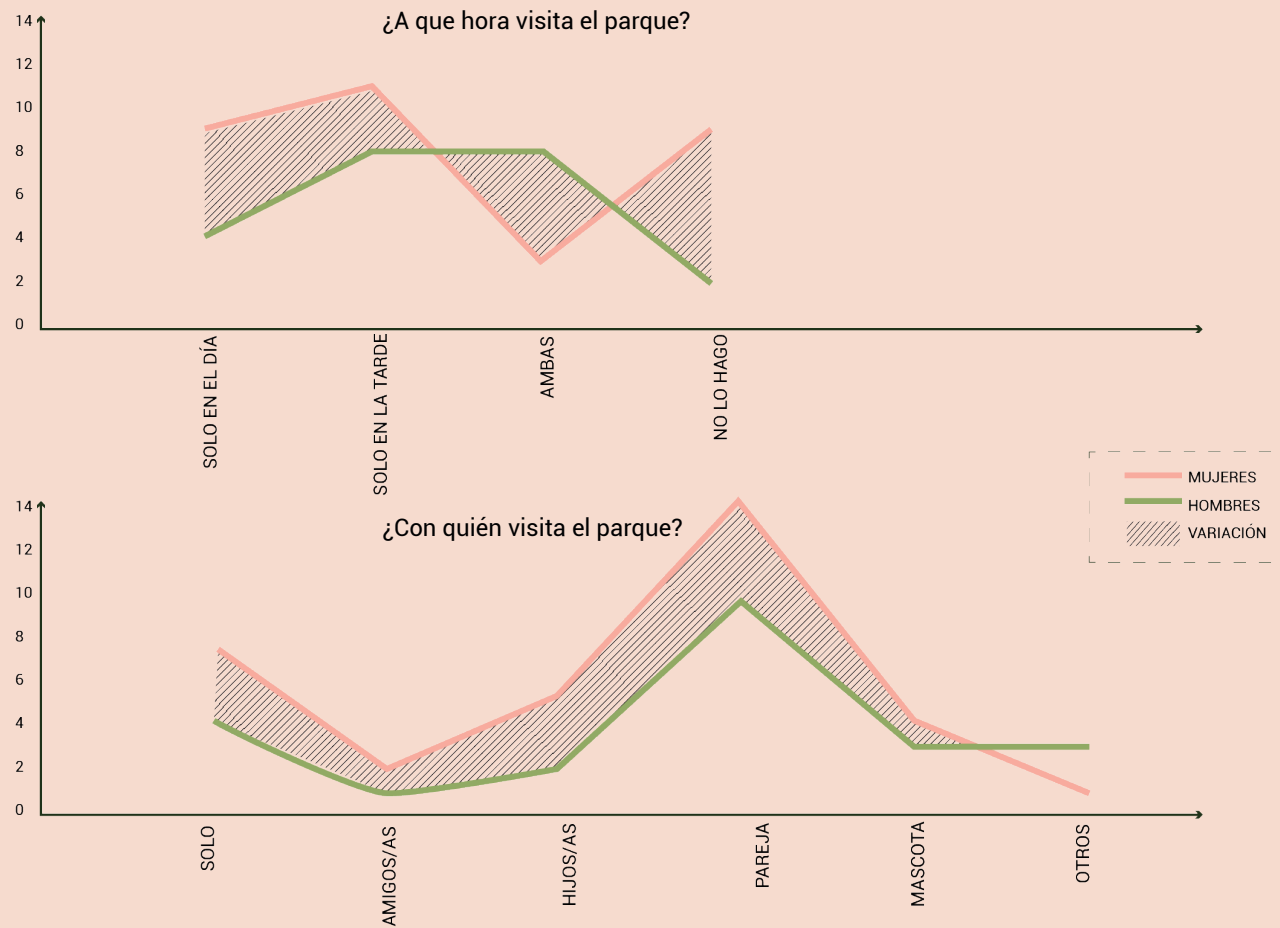 ¿A que hora visita el parque?
14
12
10
8
6
4
2
0
SOLO EN EL DÍA
SOLO EN LA TARDE
AMBAS
NO LO HAGO
MUJERES
HOMBRES
VARIACIÓN
¿Con quién visita el parque?
14
12
10
8
6
4
2
0
SOLO
AMIGOS/AS
HIJOS/AS
PAREJA
MASCOTA
OTROS